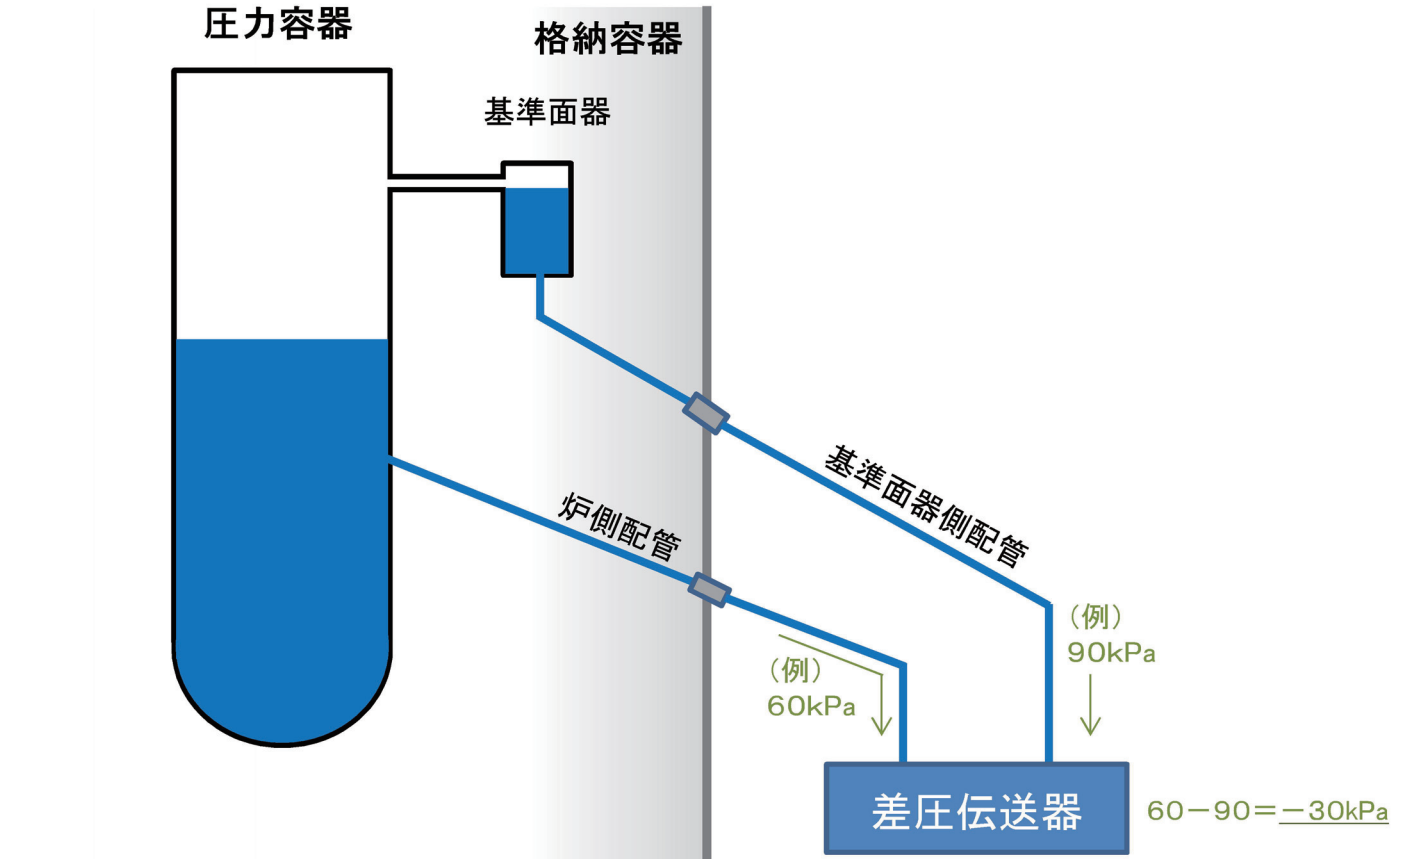 圧力容器
格納容器
基準面器
基準面器側配管
炉側配管
（例）
90kPa
（例）
60kPa
差圧伝送器
60－90＝－30kPa